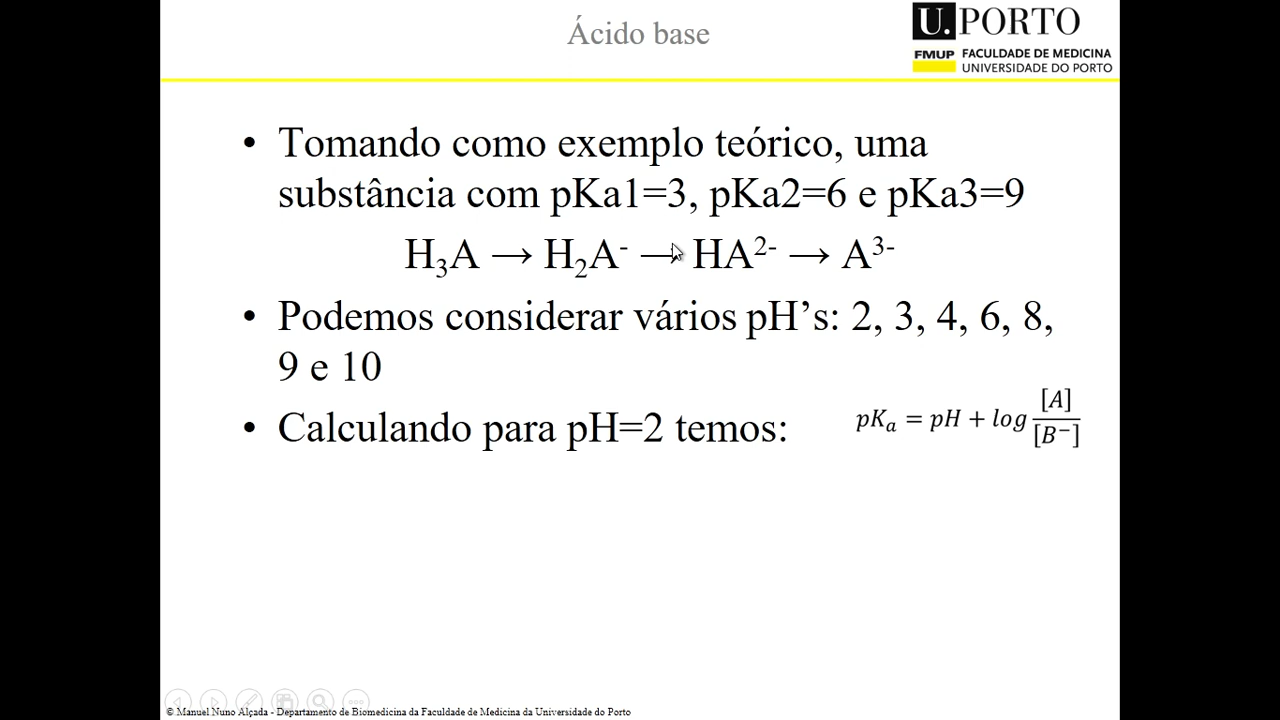 Ácido base
U.PORTO
FMUP FACULDADE DE MEDICINA
UNIVERSIDADE DO PORTO
• Tomando como exemplo teórico, uma
substância com pKa1=3, pKa2=6 e pKa3=9
H₃A → H₂A⁻ → HA²⁻ → A³⁻
• Podemos considerar vários pH’s: 2, 3, 4, 6, 8,
9 e 10
• Calculando para pH=2 temos:
pKₐ = pH + log [A]/[B⁻]
© Manuel Nuno Alçada - Departamento de Biomedicina da Faculdade de Medicina da Universidade do Porto